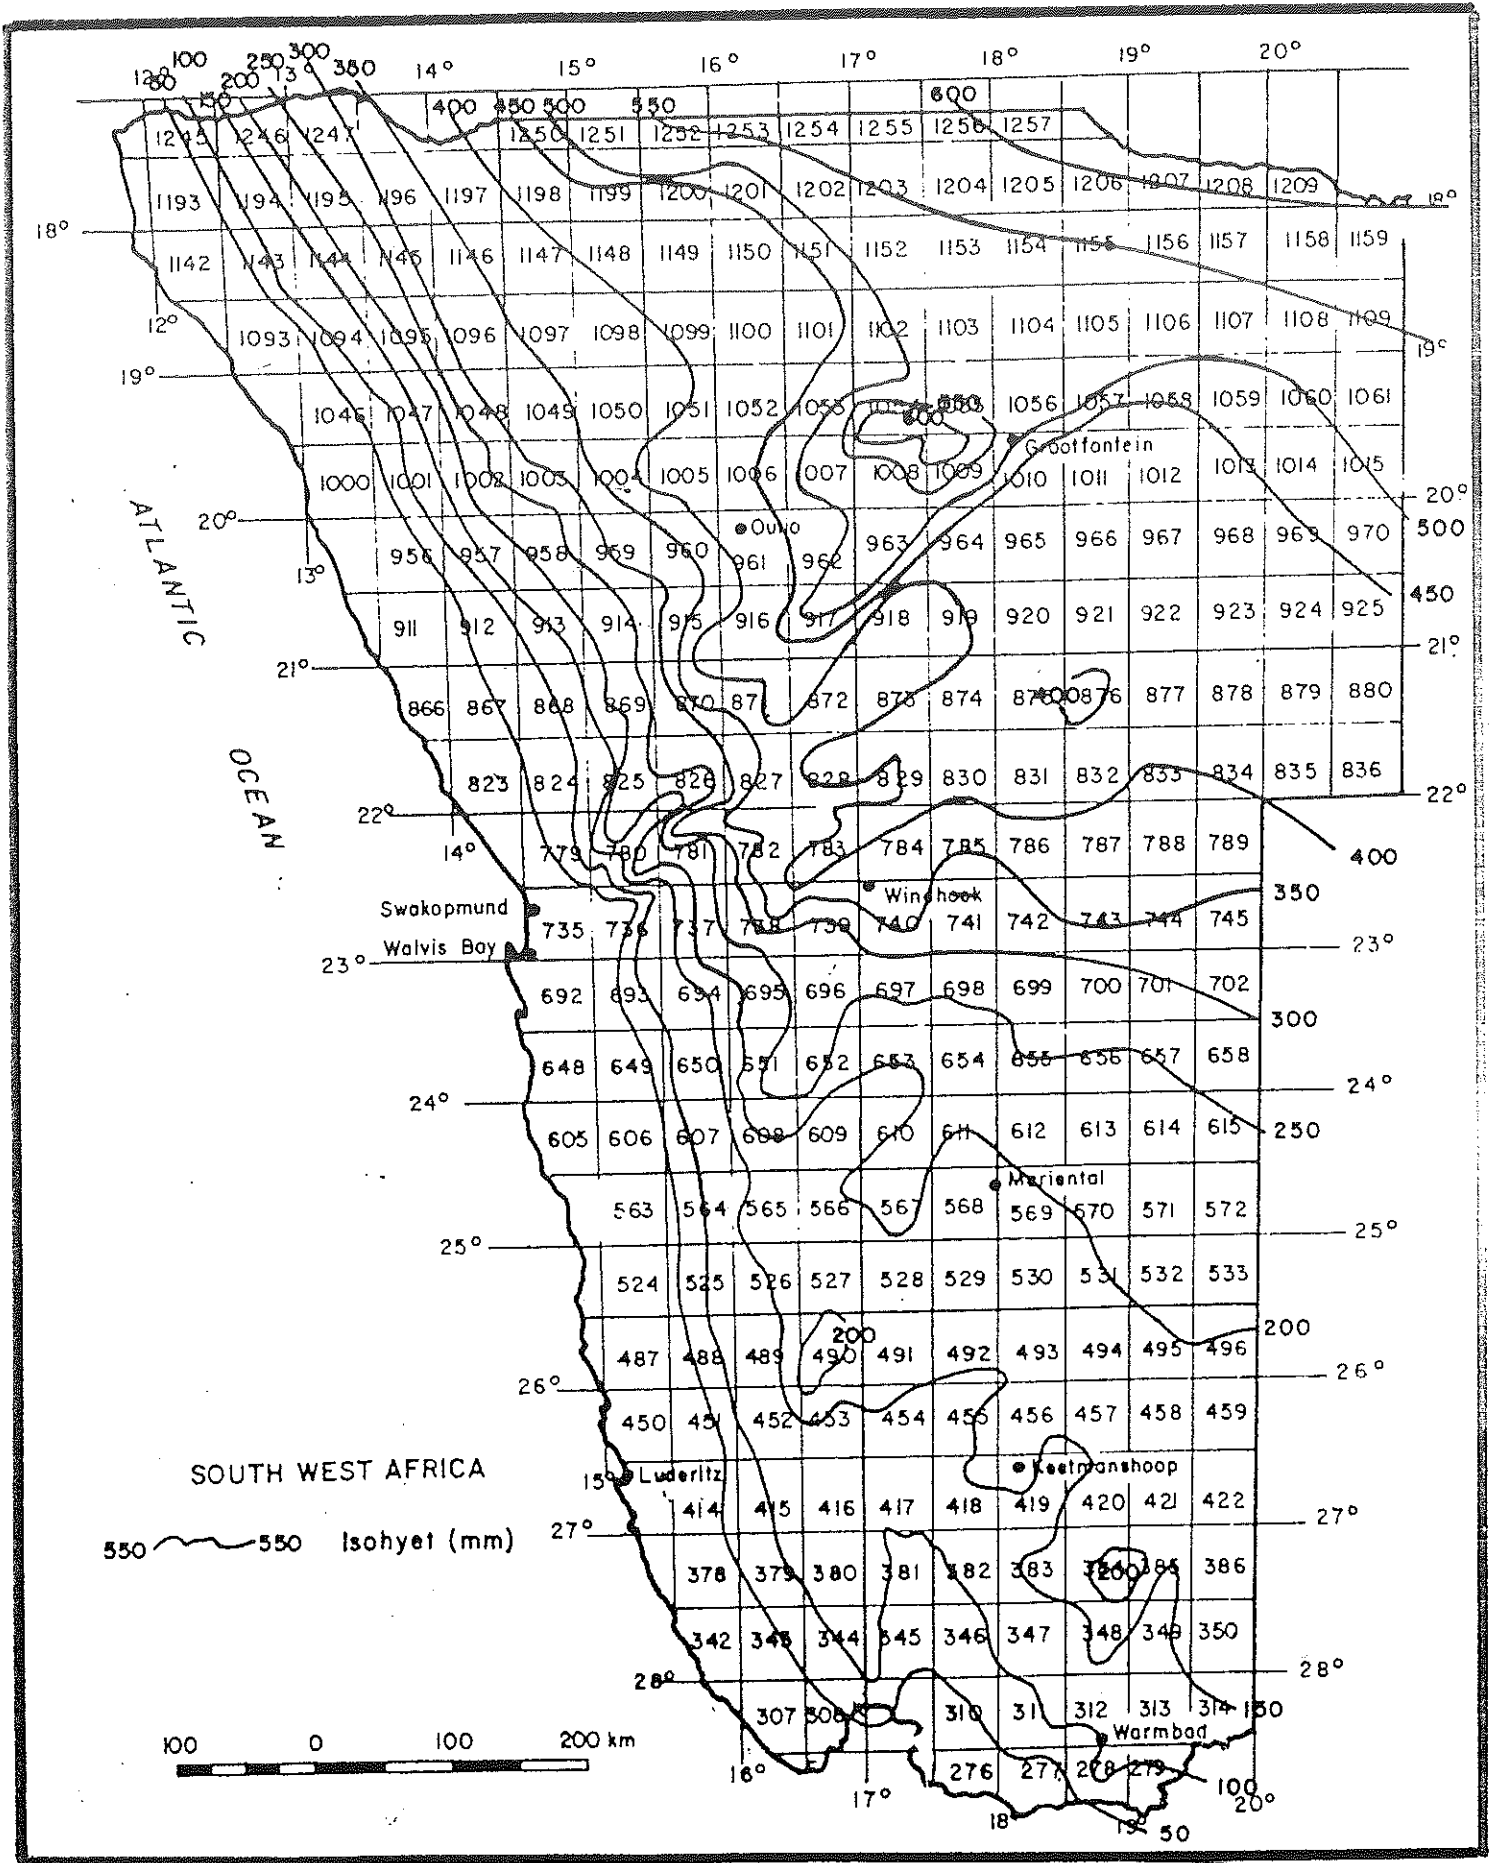 100 300
12° 50 250 13° 350 14° 15° 16° 17° 18° 19° 20°
150 200 400 450 500 550 600
1245 1246 1247 1250 1251 1252 1253 1254 1255 1256 1257
1193 1194 1195 1196 1197 1198 1199 1200 1201 1202 1203 1204 1205 1206 1207 1208 1209 18°
18°
1142 1143 1144 1145 1146 1147 1148 1149 1150 1151 1152 1153 1154 1155 1156 1157 1158 1159
12°
1093 1094 1095 1096 1097 1098 1099 1100 1101 1102 1103 1104 1105 1106 1107 1108 1109
19° 19°
1046 1047 1048 1049 1050 1051 1052 1053 550 1056 1057 1058 1059 1060 1061
600
Grootfontein
1000 1001 1002 1003 1004 1005 1006 1007 1008 1009 1010 1011 1012 1013 1014 1015
20° 20°
ATLANTIC
Outjo 500
956 957 958 959 960 961 962 963 964 965 966 967 968 969 970
13°
450
911 912 913 914 915 916 917 918 919 920 921 922 923 924 925
21° 21°
866 867 868 869 870 871 872 873 874 875 400 876 877 878 879 880
OCEAN
823 824 825 826 827 828 829 830 831 832 833 834 835 836
22° 22°
14° 779 780 781 782 783 784 785 786 787 788 789 400
Windhoek 350
Swakopmund
735 736 737 738 739 740 741 742 743 744 745
Walvis Bay
23° 23°
692 693 694 695 696 697 698 699 700 701 702
300
648 649 650 651 652 653 654 655 656 657 658
24° 24°
605 606 607 608 609 610 611 612 613 614 615 250
Mariental
563 564 565 566 567 568 569 570 571 572
25° 25°
524 525 526 527 528 529 530 531 532 533
200 200
487 488 489 490 491 492 493 494 495 496
26° 26°
450 451 452 453 454 455 456 457 458 459
SOUTH WEST AFRICA
15° Luderitz Keetmanshoop
414 415 416 417 418 419 420 421 422
27° 27°
550 550 Isohyet (mm)
378 379 380 381 382 383 384 200 385 386
342 343 344 345 346 347 348 349 350
28° 28°
307 308 310 311 312 313 314 150
Warmbad
100 0 100 200 km
276 277 278 279 100
16° 17° 18° 19° 20°
50